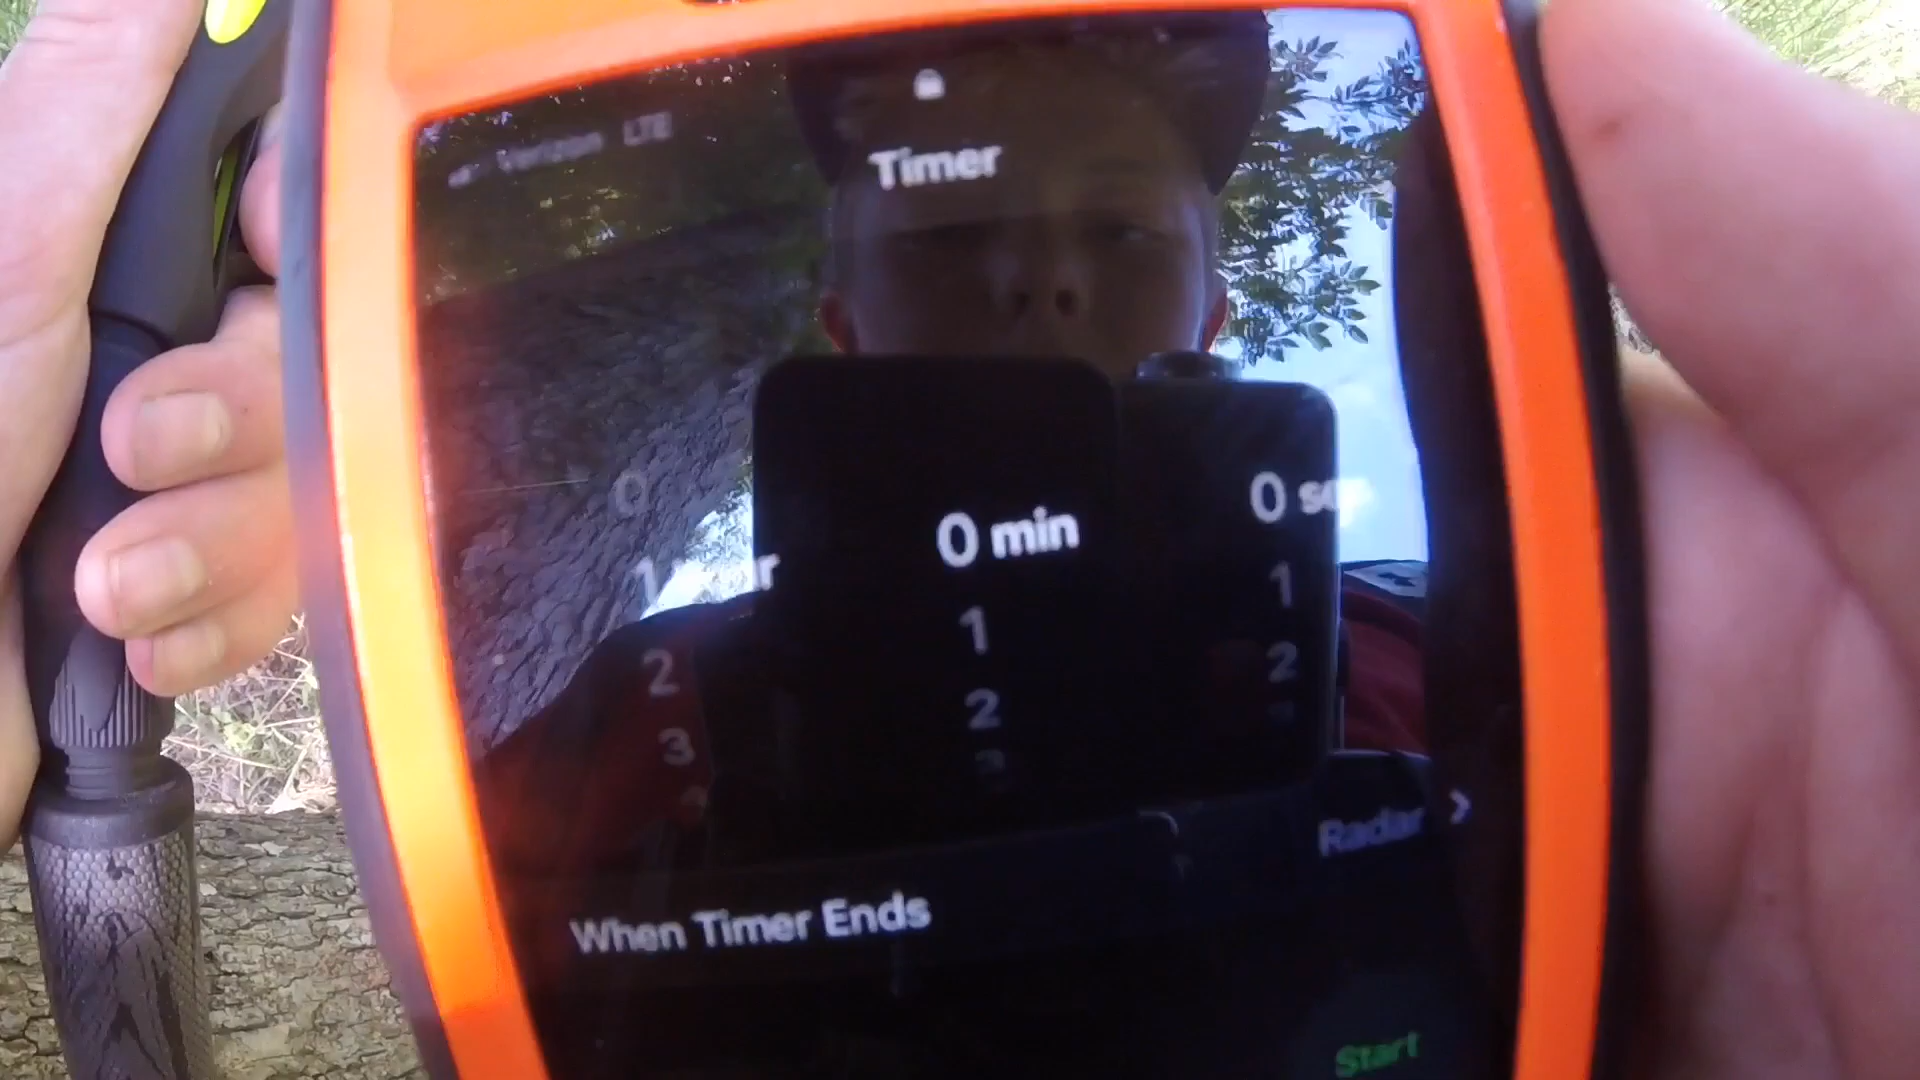 Verizon LTE
Timer
0
1 0 min 0
2 1 1
3 2 2
Radar >
When Timer Ends
Start